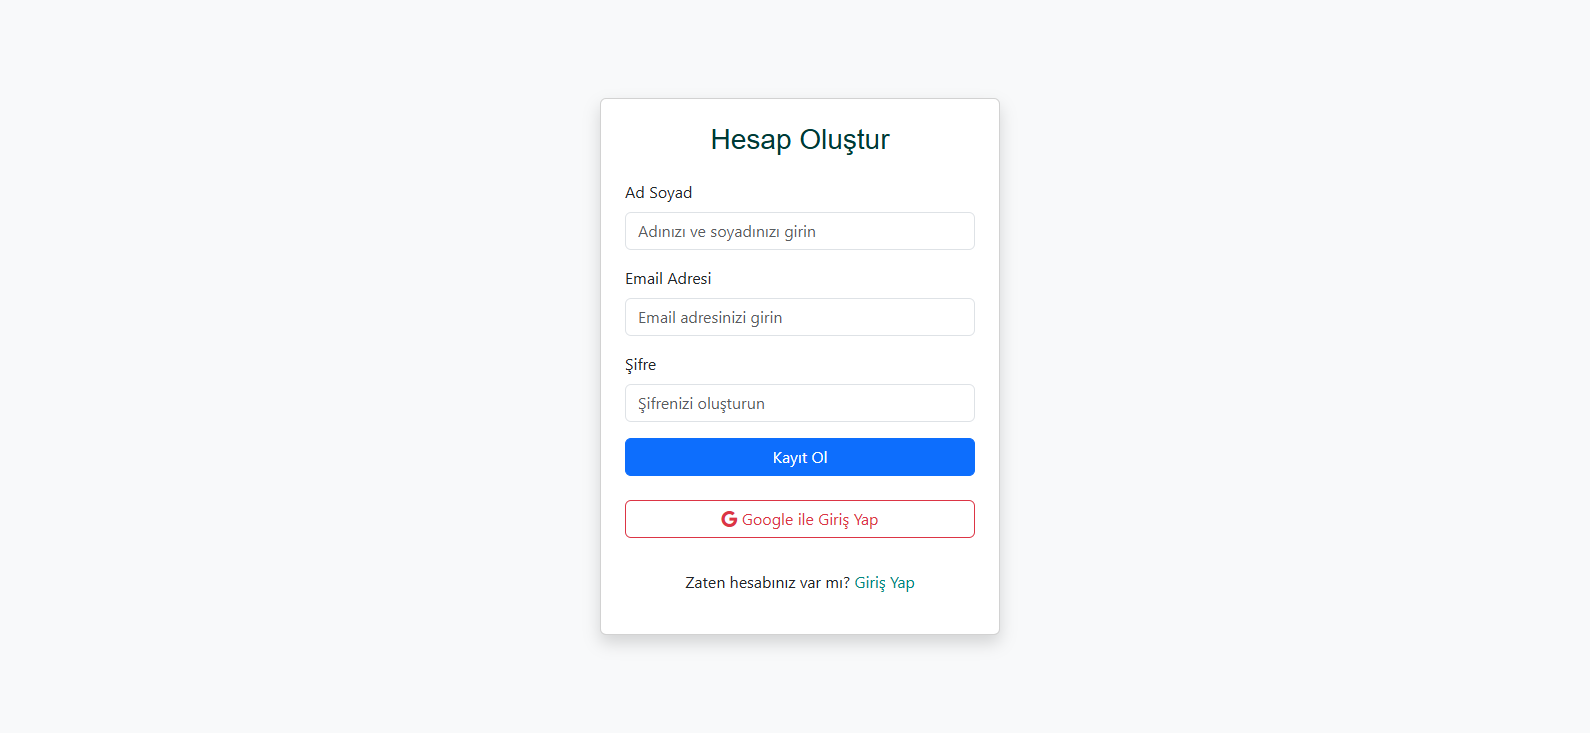 Hesap Oluştur
Ad Soyad
Adınızı ve soyadınızı girin
Email Adresi
Email adresinizi girin
Şifre
Şifrenizi oluşturun
Kayıt Ol
Google ile Giriş Yap
Zaten hesabınız var mı? Giriş Yap